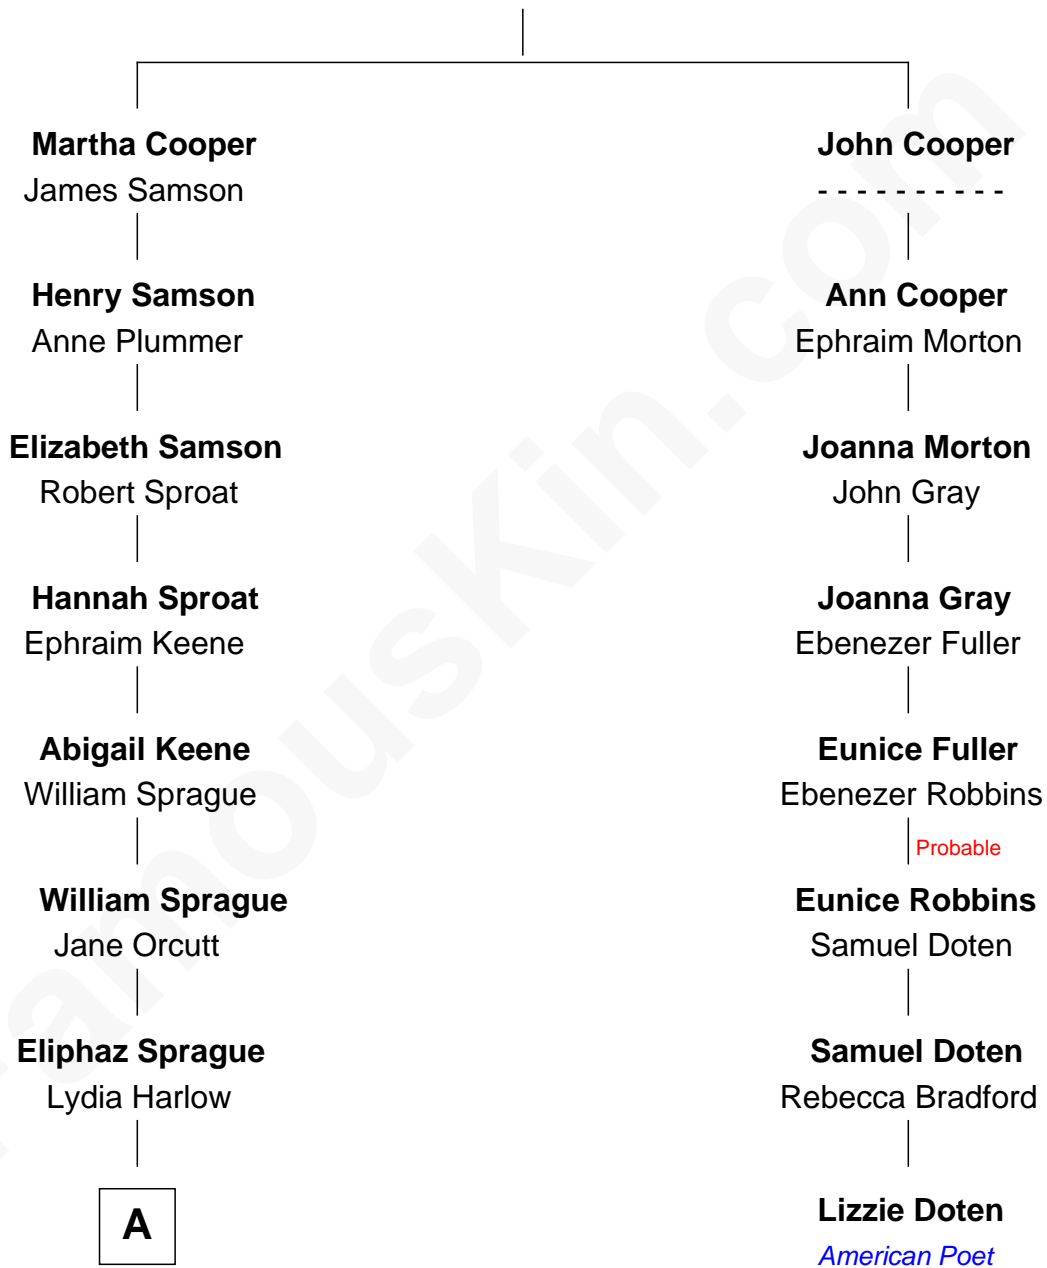 Martha Cooper
James Samson
Henry Samson
Anne Plummer
Elizabeth Samson
Robert Sproat
Hannah Sproat
Ephraim Keene
Abigail Keene
William Sprague
William Sprague
Jane Orcutt
Eliphaz Sprague
Lydia Harlow
A
John Cooper
- - - - - - - - - -
Ann Cooper
Ephraim Morton
Joanna Morton
John Gray
Joanna Gray
Ebenezer Fuller
Eunice Fuller
Ebenezer Robbins
Probable
Eunice Robbins
Samuel Doten
Samuel Doten
Rebecca Bradford
Lizzie Doten
American Poet
FamousKin.com